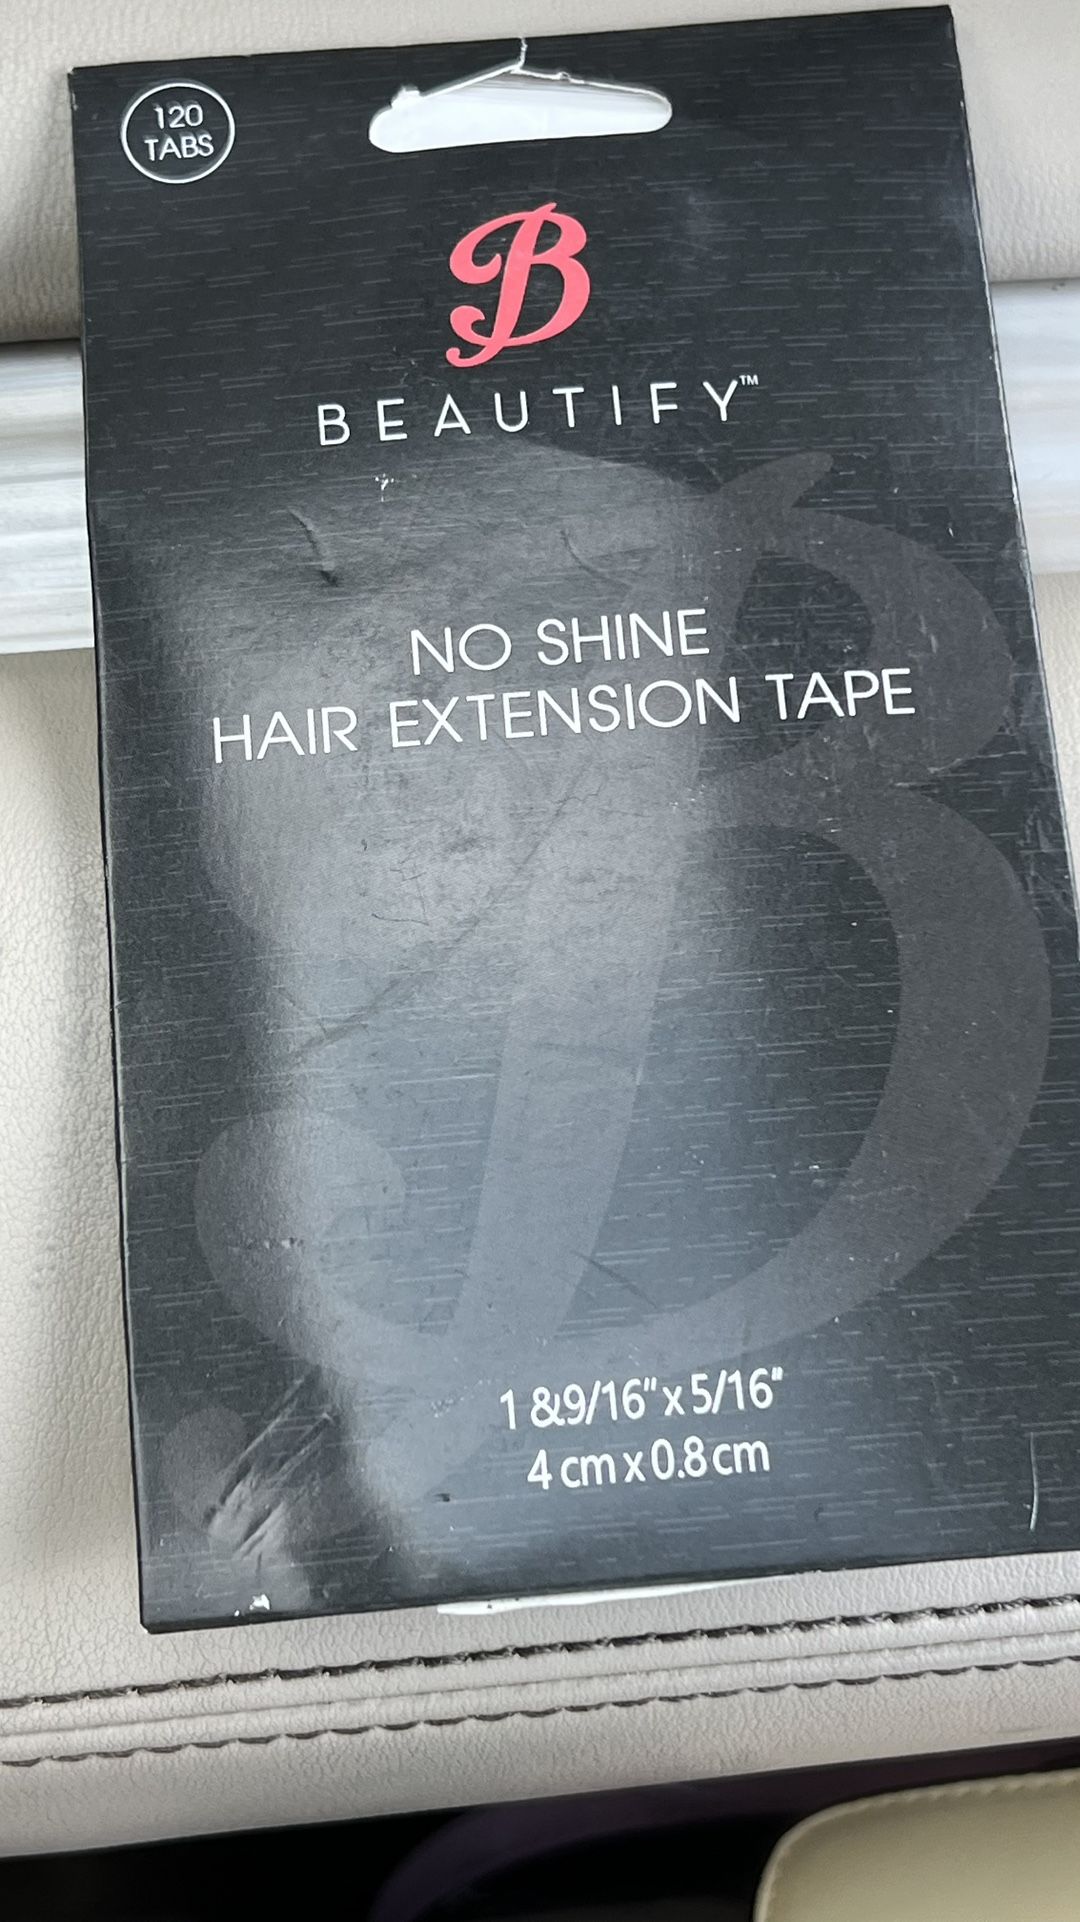 120
TABS
B
BEAUTIFY™
NO SHINE
HAIR EXTENSION TAPE
1 &9/16" x 5/16"
4 cm x 0.8 cm